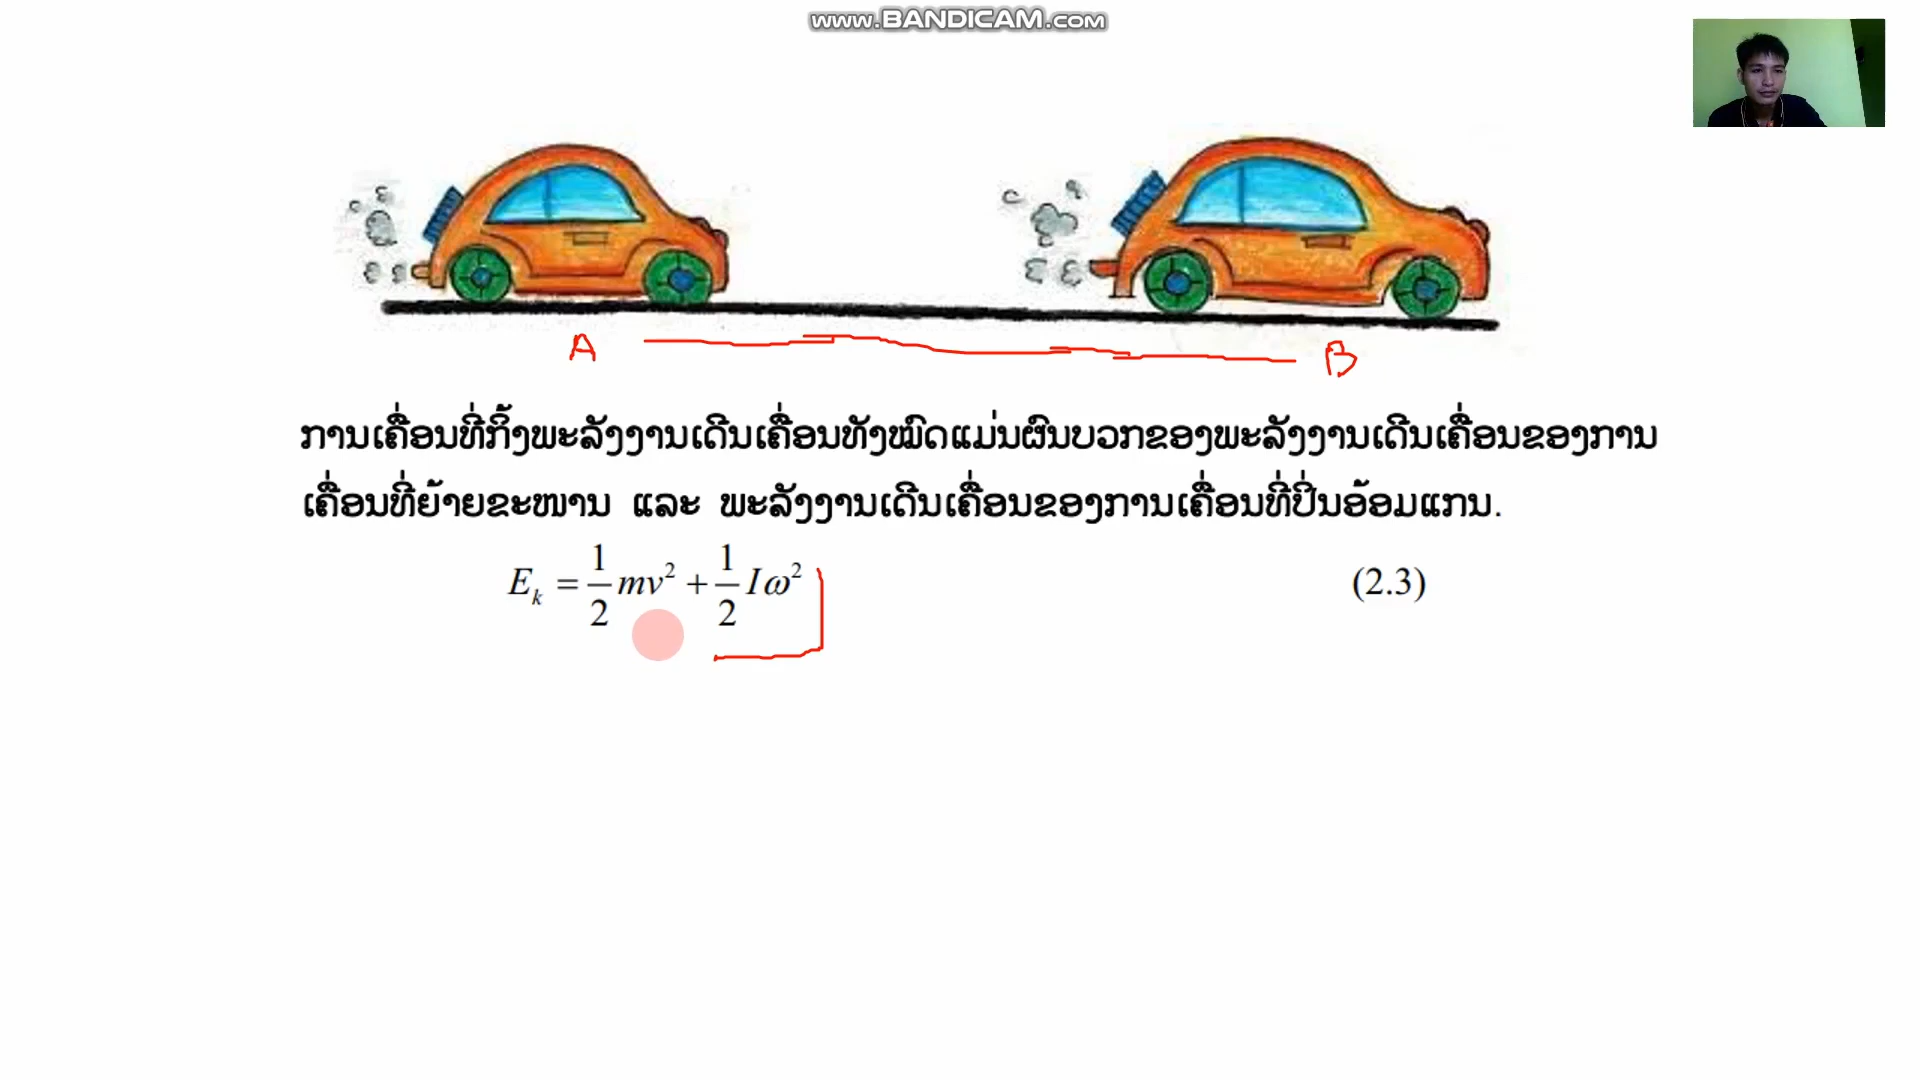 www.BANDICAM.com
A B
ການເຄື່ອນທີ່ກິ້ງພະລັງງານເດີນເຄື່ອນທັງໝົດແມ່ນຜົນບວກຂອງພະລັງງານເດີນເຄື່ອນຂອງການ
ເຄື່ອນທີ່ຍ້າຍຂະໜານ ແລະ ພະລັງງານເດີນເຄື່ອນຂອງການເຄື່ອນທີ່ປິ່ນອ້ອມແກນ.
E_k = 1/2 mv² + 1/2 Iω² (2.3)